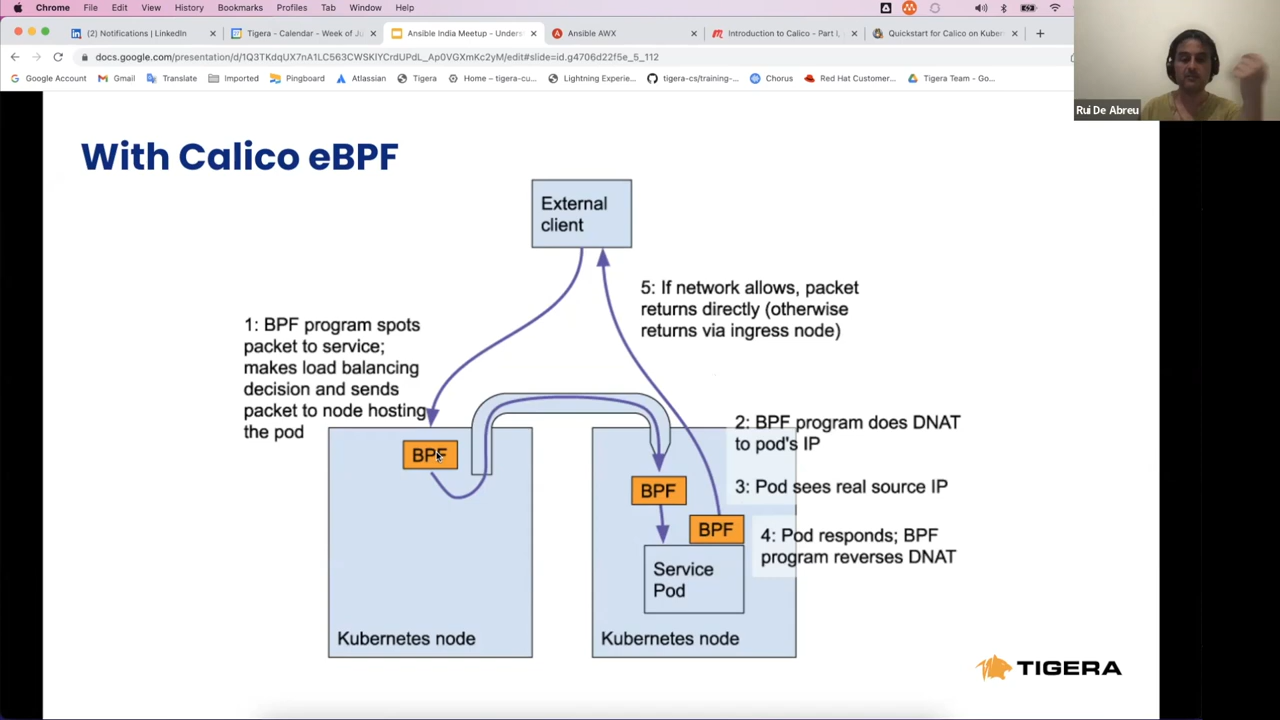 Chrome File Edit View History Bookmarks Profiles Tab Window Help
(2) Notifications | LinkedIn
Tigera - Calendar - Week of Ju
Ansible India Meetup - Unders
Ansible AWX
Introduction to Calico - Part I,
Quickstart for Calico on Kuber
docs.google.com/presentation/d/1Q3TKdqUX7nA1LC563CWSKIYCrdUPdL_Ap0VGXmKc2yM/edit#slide=id.g4706d22f5e_5_112
Google Account Gmail Translate Imported Pingboard Atlassian Tigera Home – tigera-cu... Lightning Experie... tigera-cs/training-... Chorus Red Hat Customer... Tigera Team - Go...
Rui De Abreu
With Calico eBPF
External
client
5: If network allows, packet
returns directly (otherwise
returns via ingress node)
1: BPF program spots
packet to service;
makes load balancing
decision and sends
packet to node hosting
the pod
BPF
2: BPF program does DNAT
to pod's IP
BPF
3: Pod sees real source IP
BPF
4: Pod responds; BPF
program reverses DNAT
Service
Pod
Kubernetes node
Kubernetes node
TIGERA